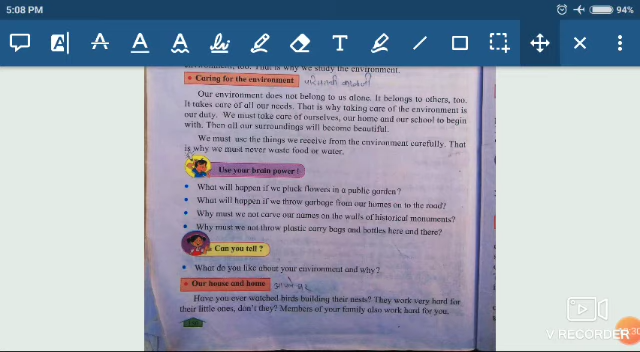 5:08 PM
94%
environment, too. That is why we study the environment.
• Caring for the environment
Our environment does not belong to us alone. It belongs to others, too.
It takes care of all our needs. That is why taking care of the environment is
our duty. We must take care of ourselves, our home and our school to begin
with. Then all our surroundings will become beautiful.
We must use the things we receive from the environment carefully. That
is why we must never waste food or water.
Use your brain power !
• What will happen if we pluck flowers in a public garden?
• What will happen if we throw garbage from our homes on to the road?
• Why must we not carve our names on the walls of historical monuments?
• Why must we not throw plastic carry bags and bottles here and there?
Can you tell ?
• What do you like about your environment and why?
• Our house and home
Have you ever watched birds building their nests? They work very hard for
their little ones, don't they? Members of your family also work hard for you.
V.RECORDER